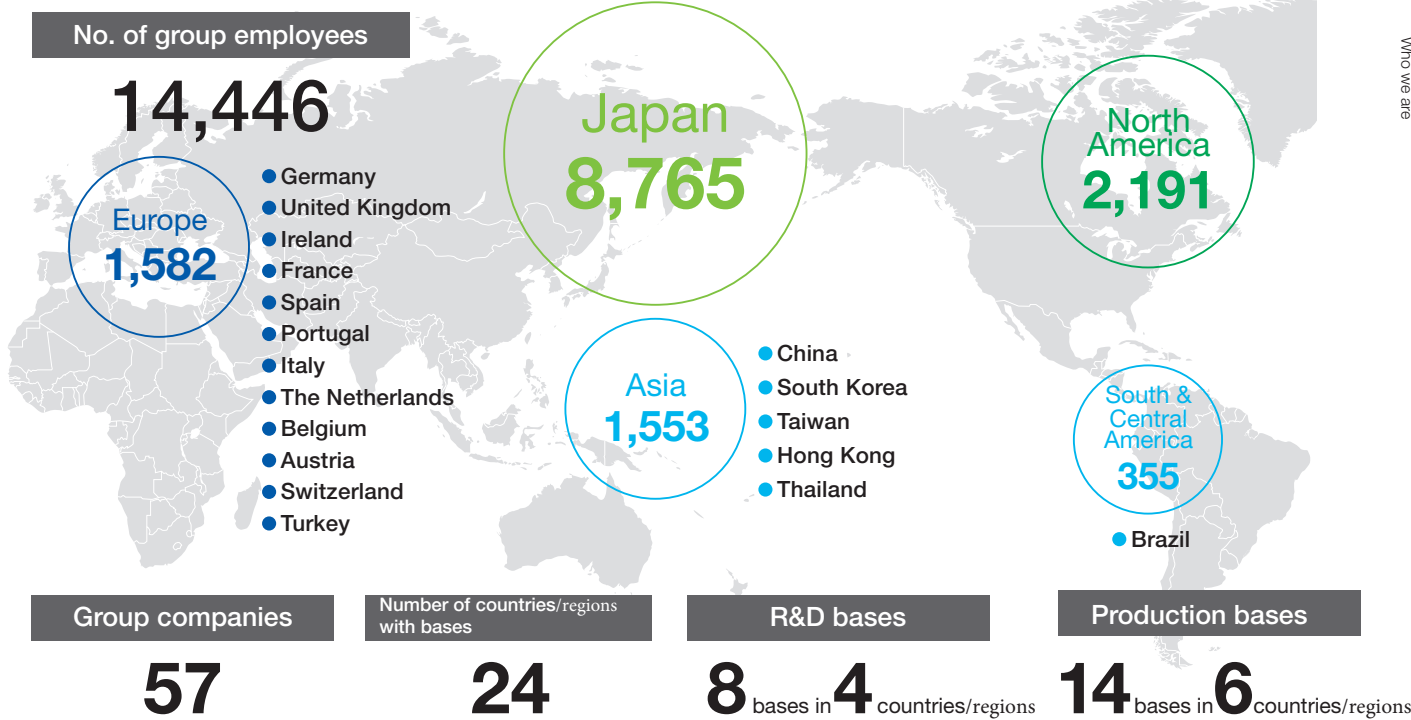 No. of group employees
14,446
Who we are
Europe
1,582
Germany
United Kingdom
Ireland
France
Spain
Portugal
Italy
The Netherlands
Belgium
Austria
Switzerland
Turkey
Japan
8,765
Asia
1,553
China
South Korea
Taiwan
Hong Kong
Thailand
North
America
2,191
South &
Central
America
355
Brazil
Group companies
57
Number of countries/regions
with bases
24
R&D bases
8 bases in 4 countries/regions
Production bases
14 bases in 6 countries/regions